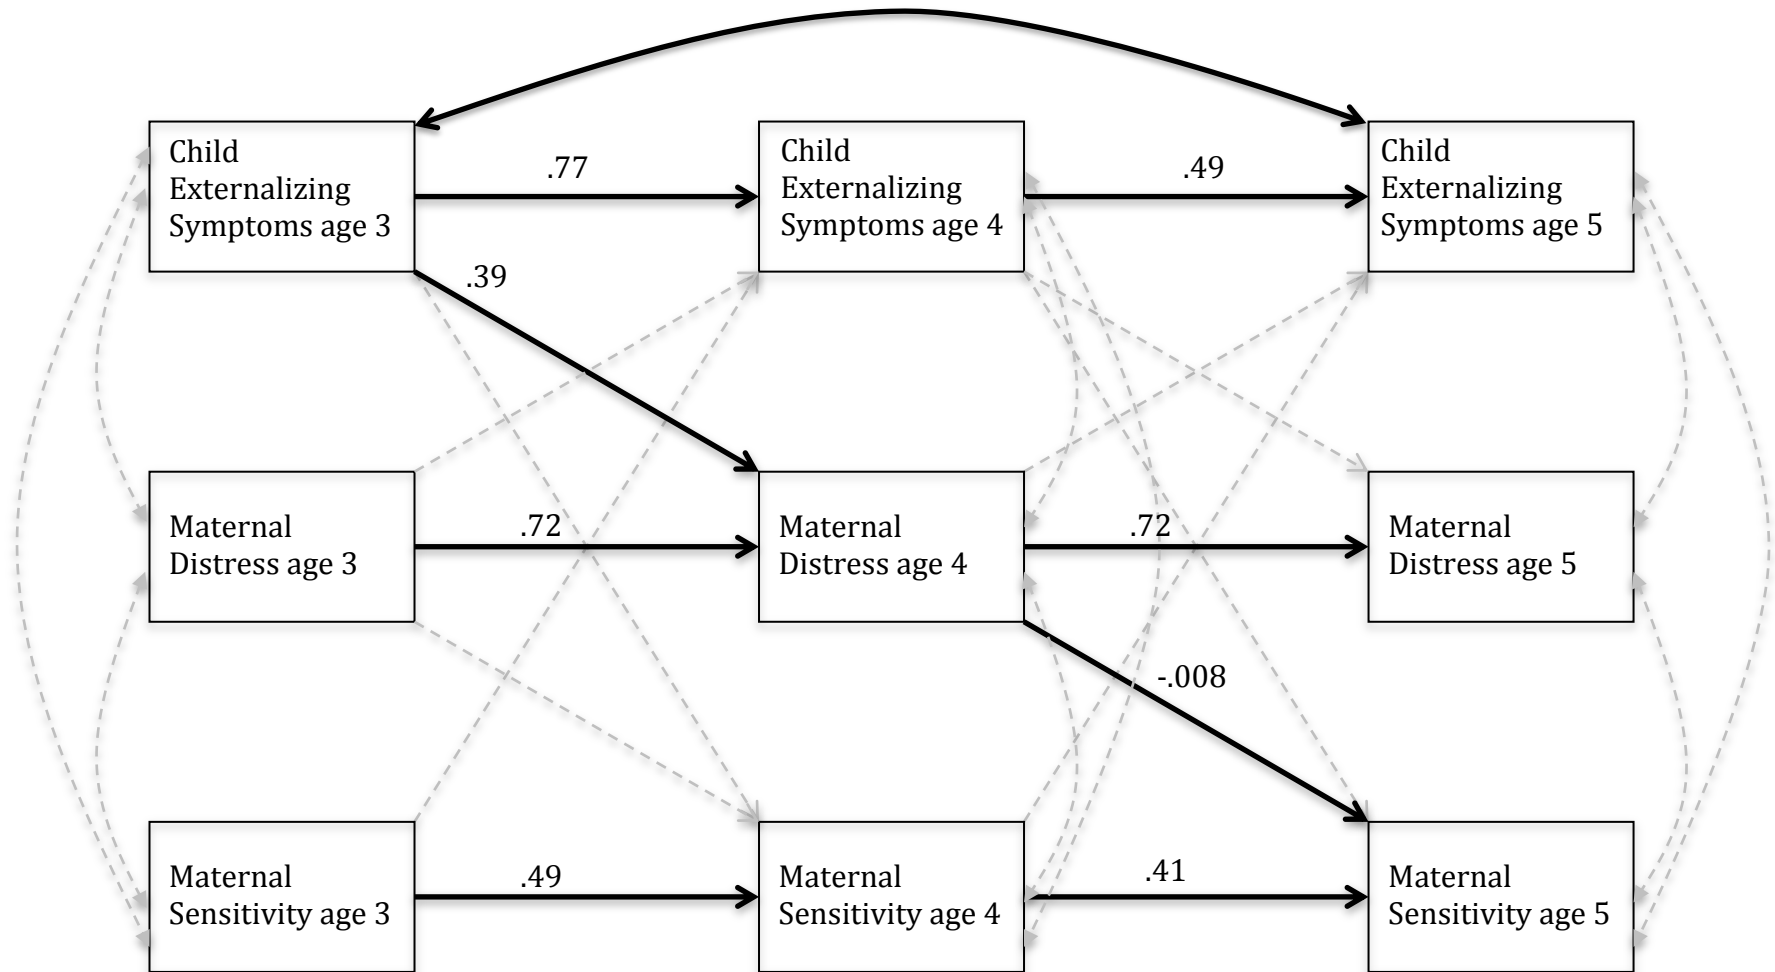 Child
Externalizing
Symptoms age 3
.77
Child
Externalizing
Symptoms age 4
.49
Child
Externalizing
Symptoms age 5
.39
Maternal
Distress age 3
.72
Maternal
Distress age 4
.72
Maternal
Distress age 5
-.008
Maternal
Sensitivity age 3
.49
Maternal
Sensitivity age 4
.41
Maternal
Sensitivity age 5